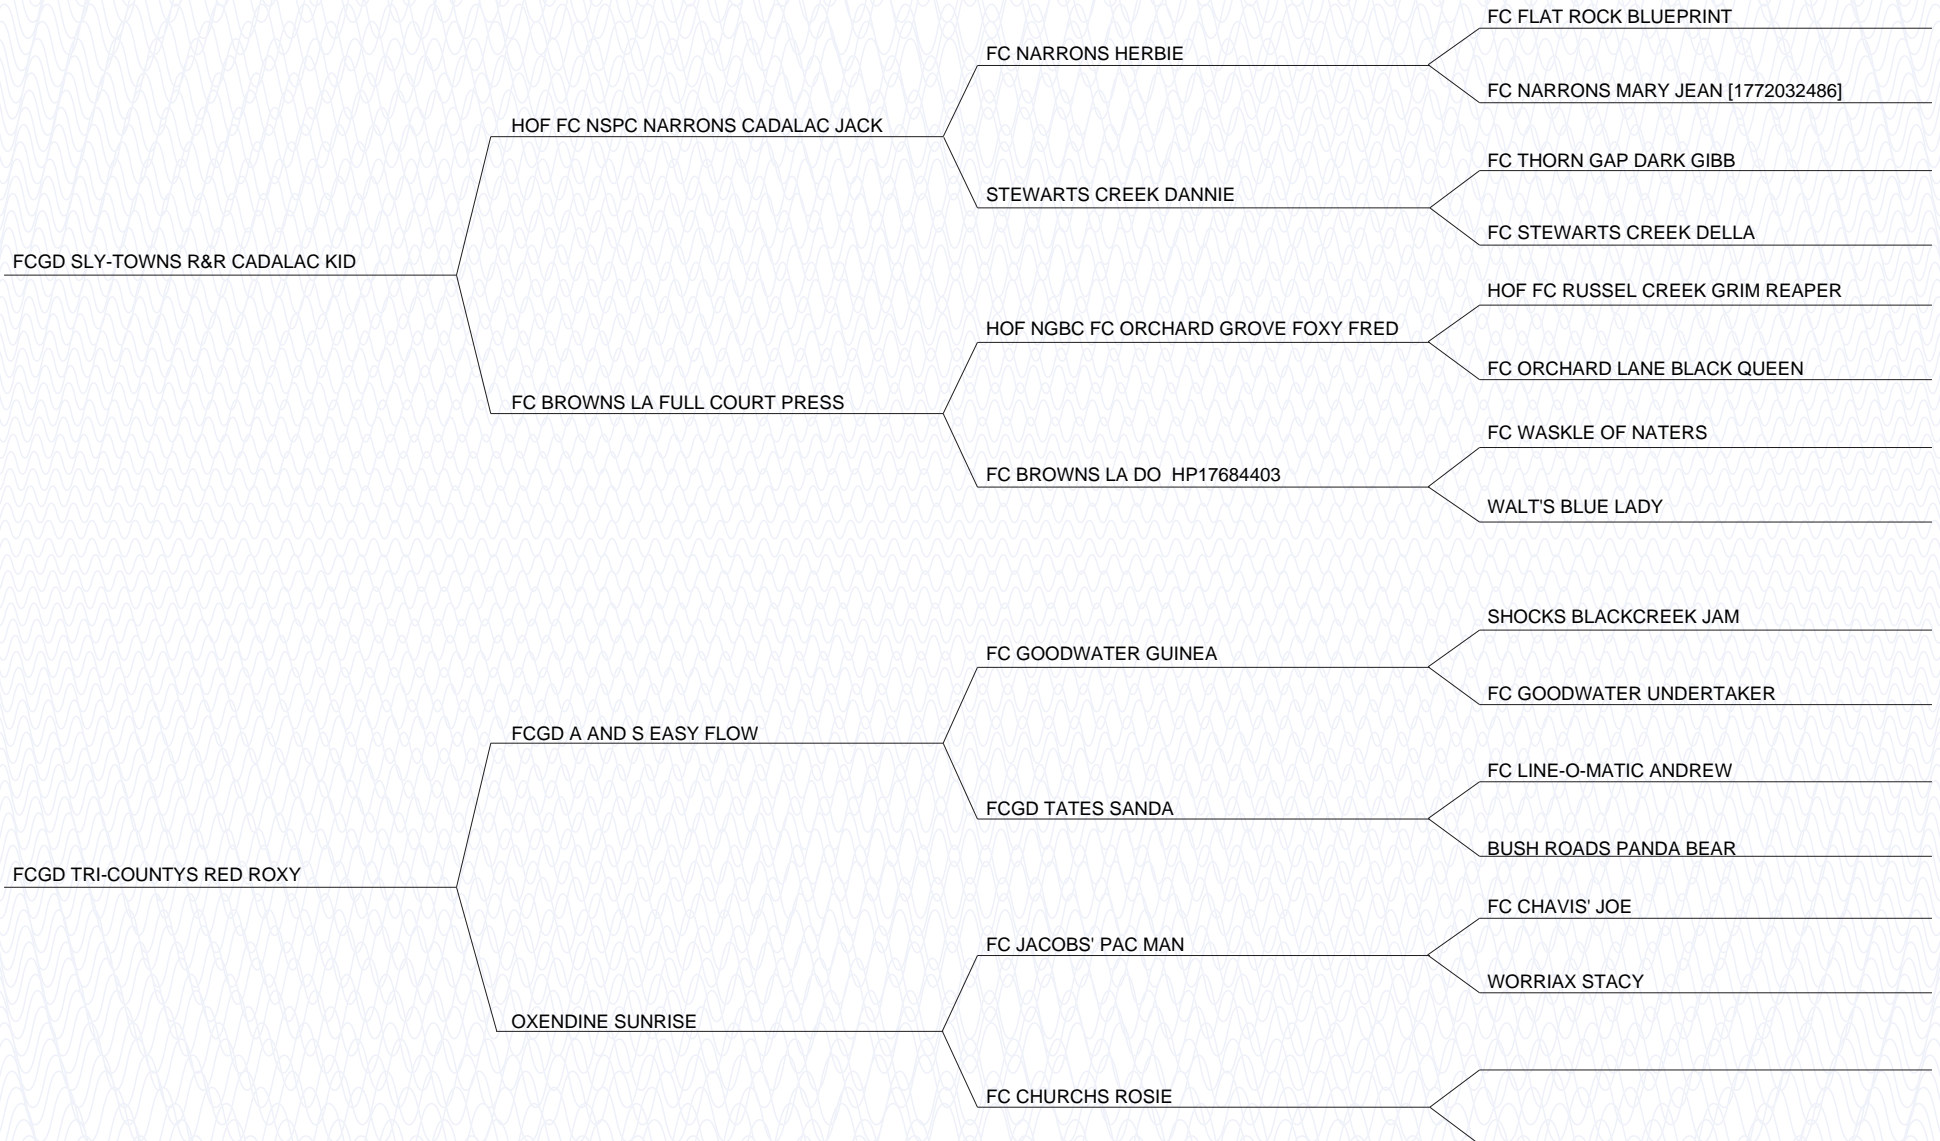 FC FLAT ROCK BLUEPRINT
FC NARRONS HERBIE
FC NARRONS MARY JEAN [1772032486]
HOF FC NSPC NARRONS CADALAC JACK
FC THORN GAP DARK GIBB
STEWARTS CREEK DANNIE
FC STEWARTS CREEK DELLA
FCGD SLY-TOWNS R&R CADALAC KID
HOF FC RUSSEL CREEK GRIM REAPER
HOF NGBC FC ORCHARD GROVE FOXY FRED
FC ORCHARD LANE BLACK QUEEN
FC BROWNS LA FULL COURT PRESS
FC WASKLE OF NATERS
FC BROWNS LA DO  HP17684403
WALT'S BLUE LADY
SHOCKS BLACKCREEK JAM
FC GOODWATER GUINEA
FC GOODWATER UNDERTAKER
FCGD A AND S EASY FLOW
FC LINE-O-MATIC ANDREW
FCGD TATES SANDA
BUSH ROADS PANDA BEAR
FCGD TRI-COUNTYS RED ROXY
FC CHAVIS' JOE
FC JACOBS' PAC MAN
WORRIAX STACY
OXENDINE SUNRISE
FC CHURCHS ROSIE